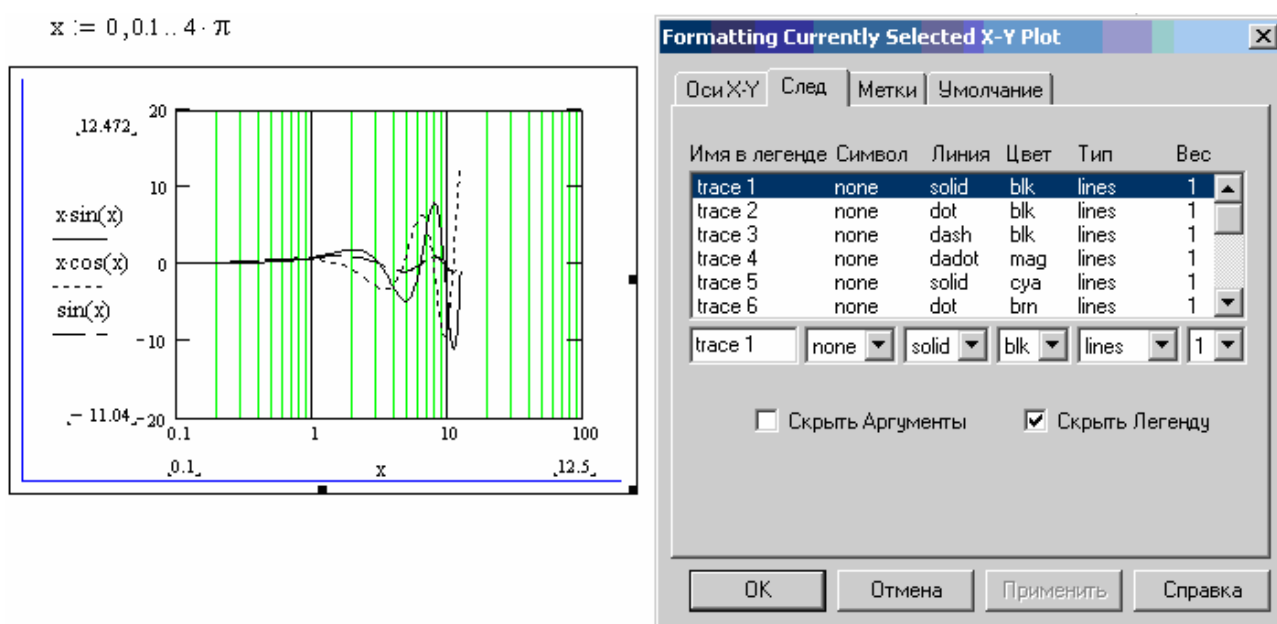 x := 0 , 0.1 .. 4 · π
20
12.472
10
x·sin(x)
x·cos(x)
0
sin(x)
−10
− 11.04
−20
0.1
1
10
100
0.1
x
12.5
Formatting Currently Selected X-Y Plot
Оси X-Y След Метки Умолчание
Имя в легенде Символ Линия Цвет Тип Вес
trace 1 none solid blk lines 1
trace 2 none dot blk lines 1
trace 3 none dash blk lines 1
trace 4 none dadot mag lines 1
trace 5 none solid cya lines 1
trace 6 none dot brn lines 1
trace 1 none solid blk lines 1
Скрыть Аргументы Скрыть Легенду
OK Отмена Применить Справка